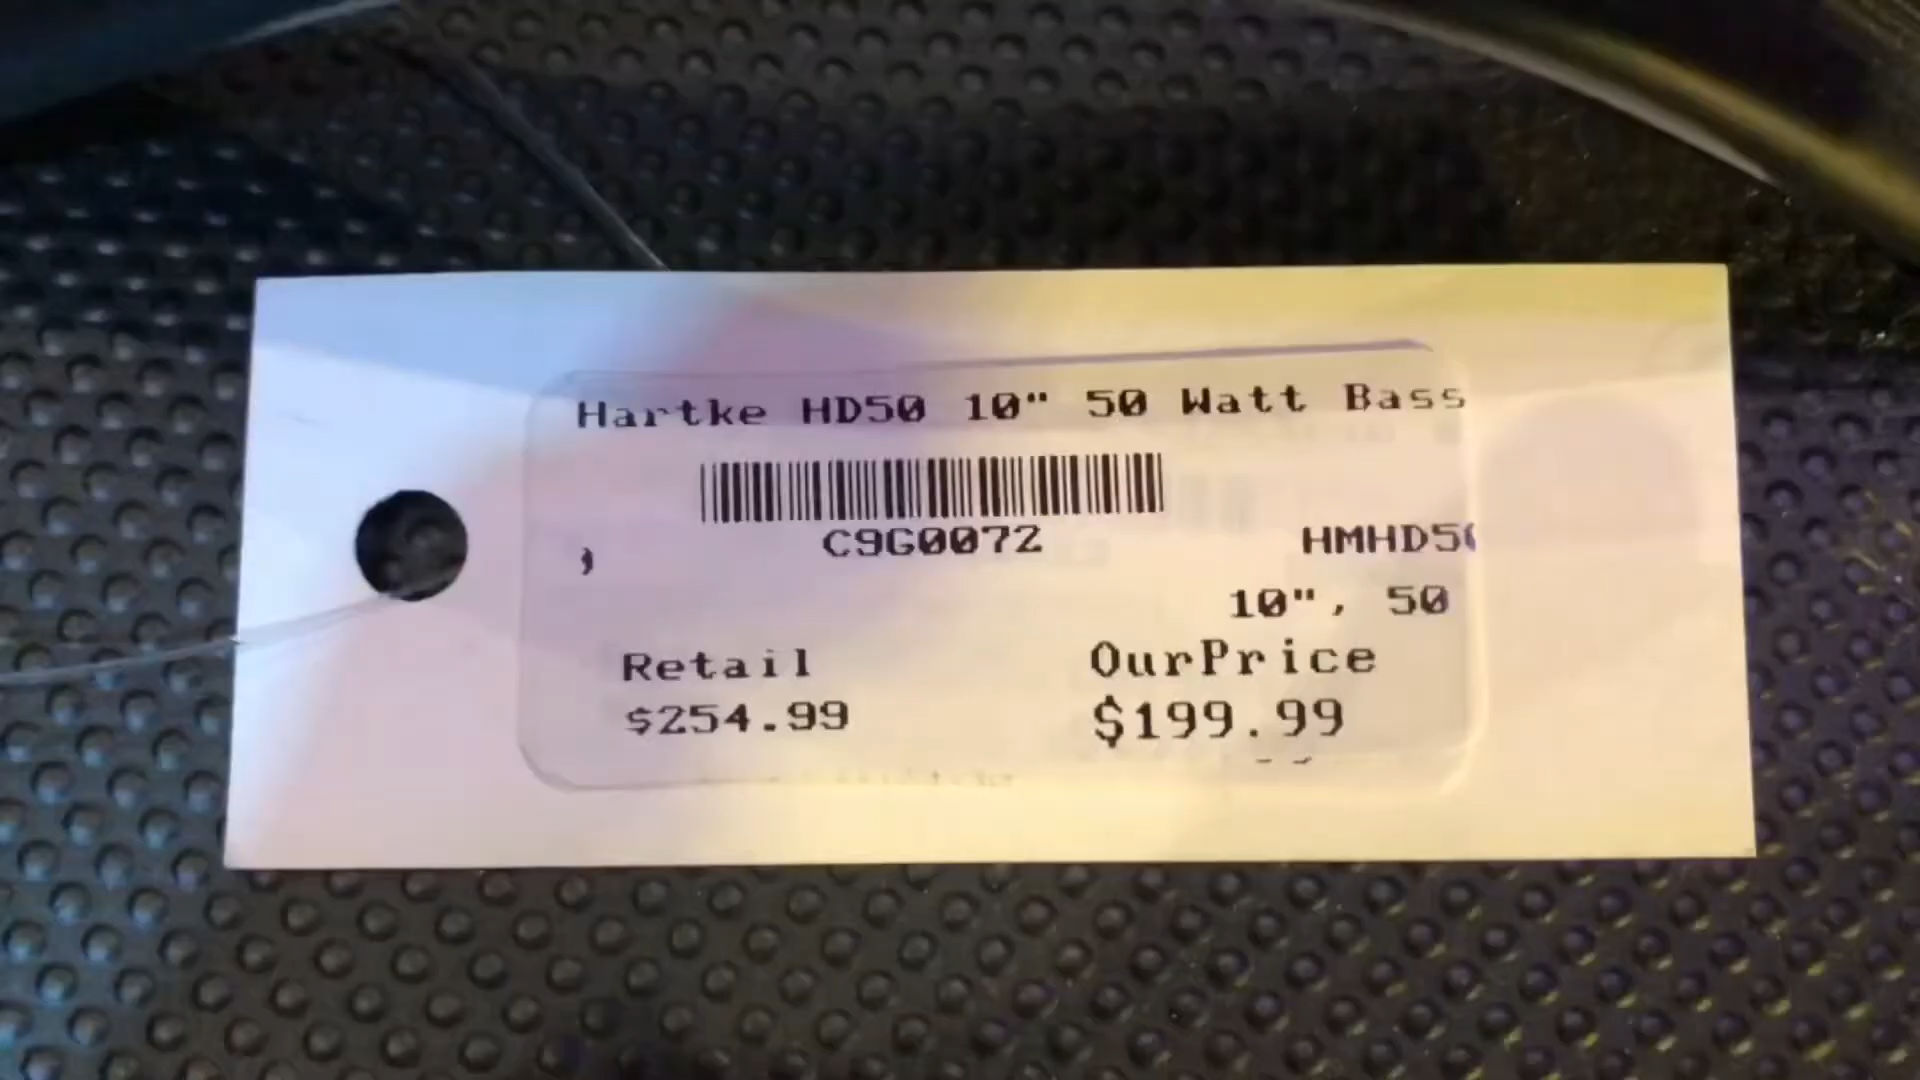 Hartke HD50 10" 50 Watt Bass
C9G0072
, HMHD5
10", 50
Retail OurPrice
$254.99 $199.99